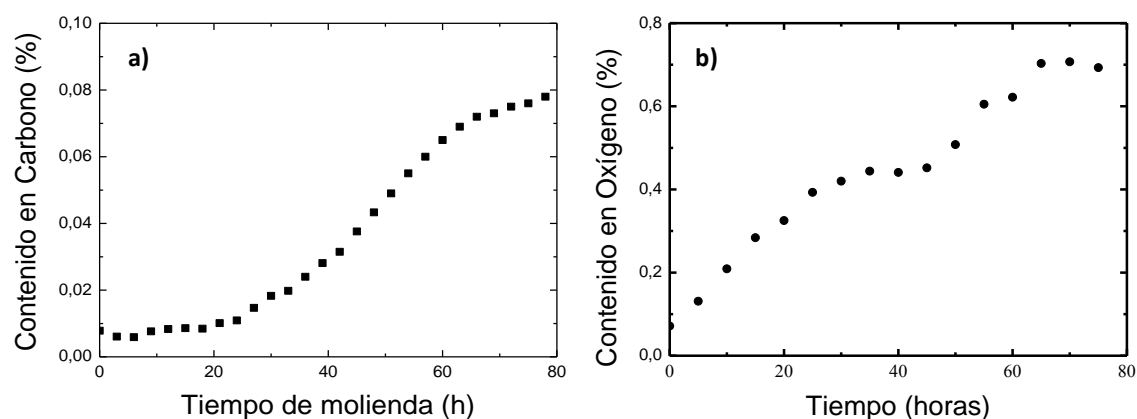 a)
0,10
0,08
0,06
0,04
0,02
0,00
Contenido en Carbono (%)
0 20 40 60 80
Tiempo de molienda (h)
b)
0,8
0,6
0,4
0,2
0,0
Contenido en Oxígeno (%)
0 20 40 60 80
Tiempo (horas)